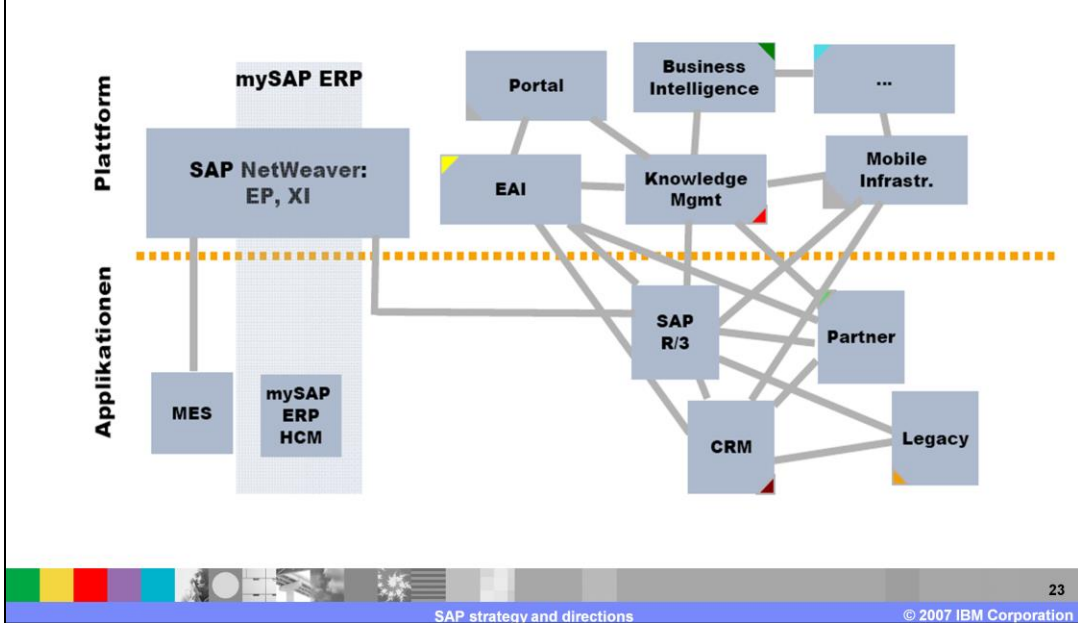 Plattform
Applikationen
mySAP ERP
SAP NetWeaver:
EP, XI
MES
mySAP
ERP
HCM
Portal
Business
Intelligence
...
EAI
Knowledge
Mgmt
Mobile
Infrastr.
SAP
R/3
Partner
CRM
Legacy
23
SAP strategy and directions
© 2007 IBM Corporation